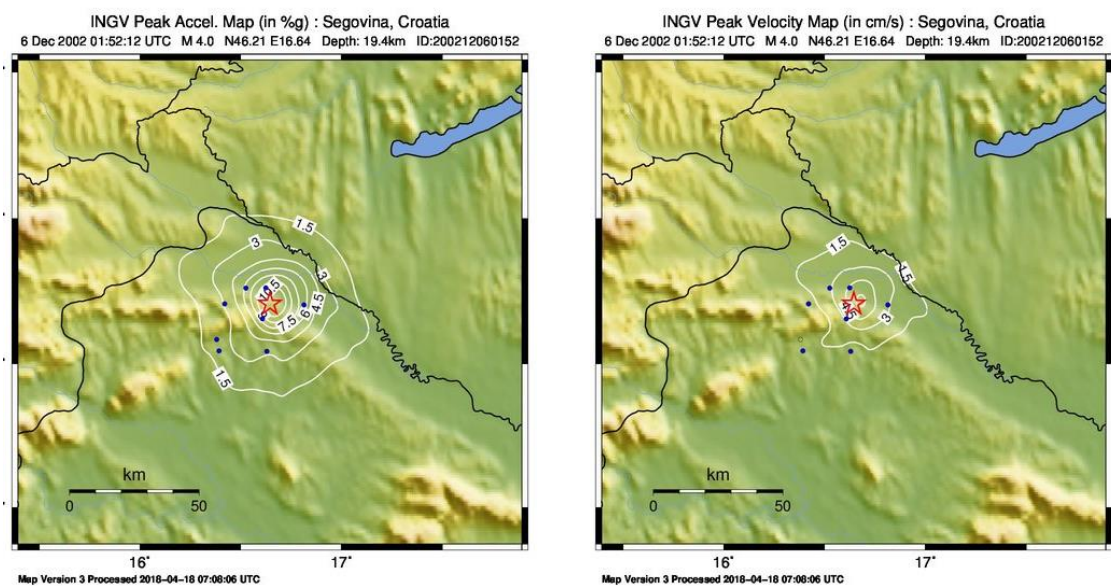 INGV Peak Accel. Map (in %g) : Segovina, Croatia
6 Dec 2002 01:52:12 UTC M 4.0 N46.21 E16.64 Depth: 19.4km ID:200212060152
1.5
3
3
10.5
4.5
6
7.5
1.5
km
0 50
16° 17°
Map Version 3 Processed 2018-04-18 07:08:06 UTC
INGV Peak Velocity Map (in cm/s) : Segovina, Croatia
6 Dec 2002 01:52:12 UTC M 4.0 N46.21 E16.64 Depth: 19.4km ID:200212060152
1.5
1.5
4.5
3
km
0 50
16° 17°
Map Version 3 Processed 2018-04-18 07:08:06 UTC